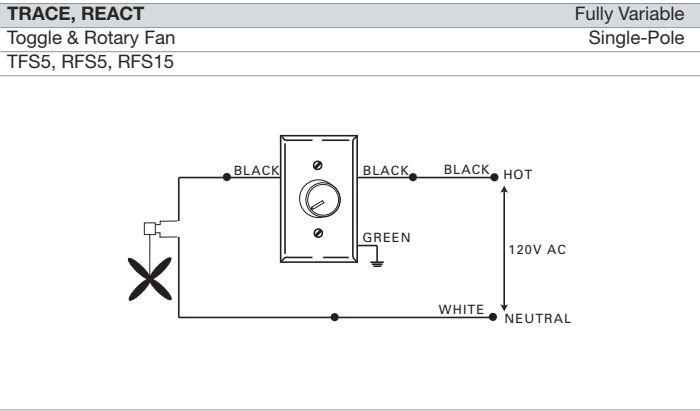 TRACE, REACT Fully Variable
Toggle & Rotary Fan Single-Pole
TFS5, RFS5, RFS15
BLACK BLACK BLACK HOT
GREEN
120V AC
WHITE NEUTRAL